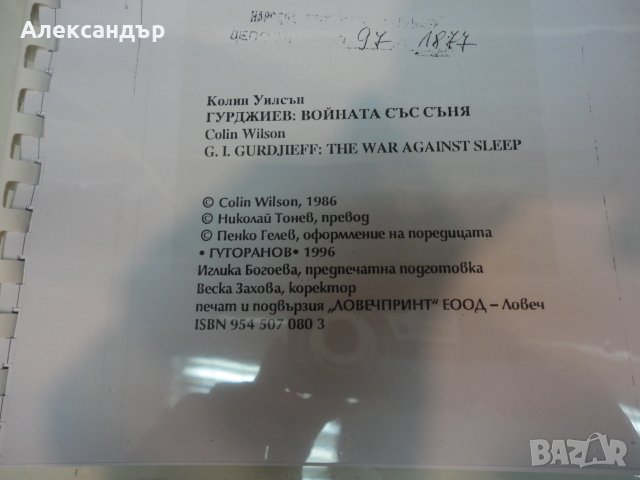 Александър
НАРОДНА
97 1877
Колин Уилсън
ГУРДЖИЕВ: ВОЙНАТА СЪС СЪНЯ
Colin Wilson
G. I. GURDJIEFF: THE WAR AGAINST SLEEP
© Colin Wilson, 1986
© Николай Тонев, превод
© Пенко Гелев, оформление на поредицата
• ГУТОРАНОВ• 1996
Иглика Богоева, предпечатна подготовка
Веска Захова, коректор
печат и подвързия „ЛОВЕЧПРИНТ“ ЕООД – Ловеч
ISBN 954 507 080 3
BAZAR